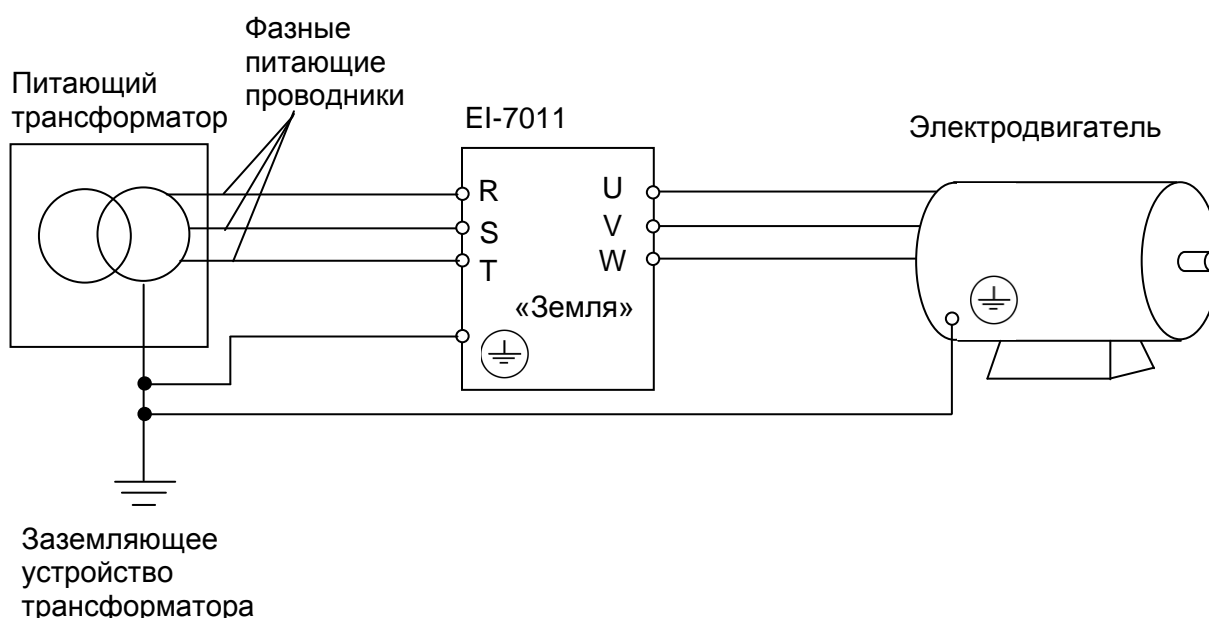 Фазные
питающие
проводники
Питающий
трансформатор
EI-7011
Электродвигатель
R
S
T
U
V
W
«Земля»
Заземляющее
устройство
трансформатора